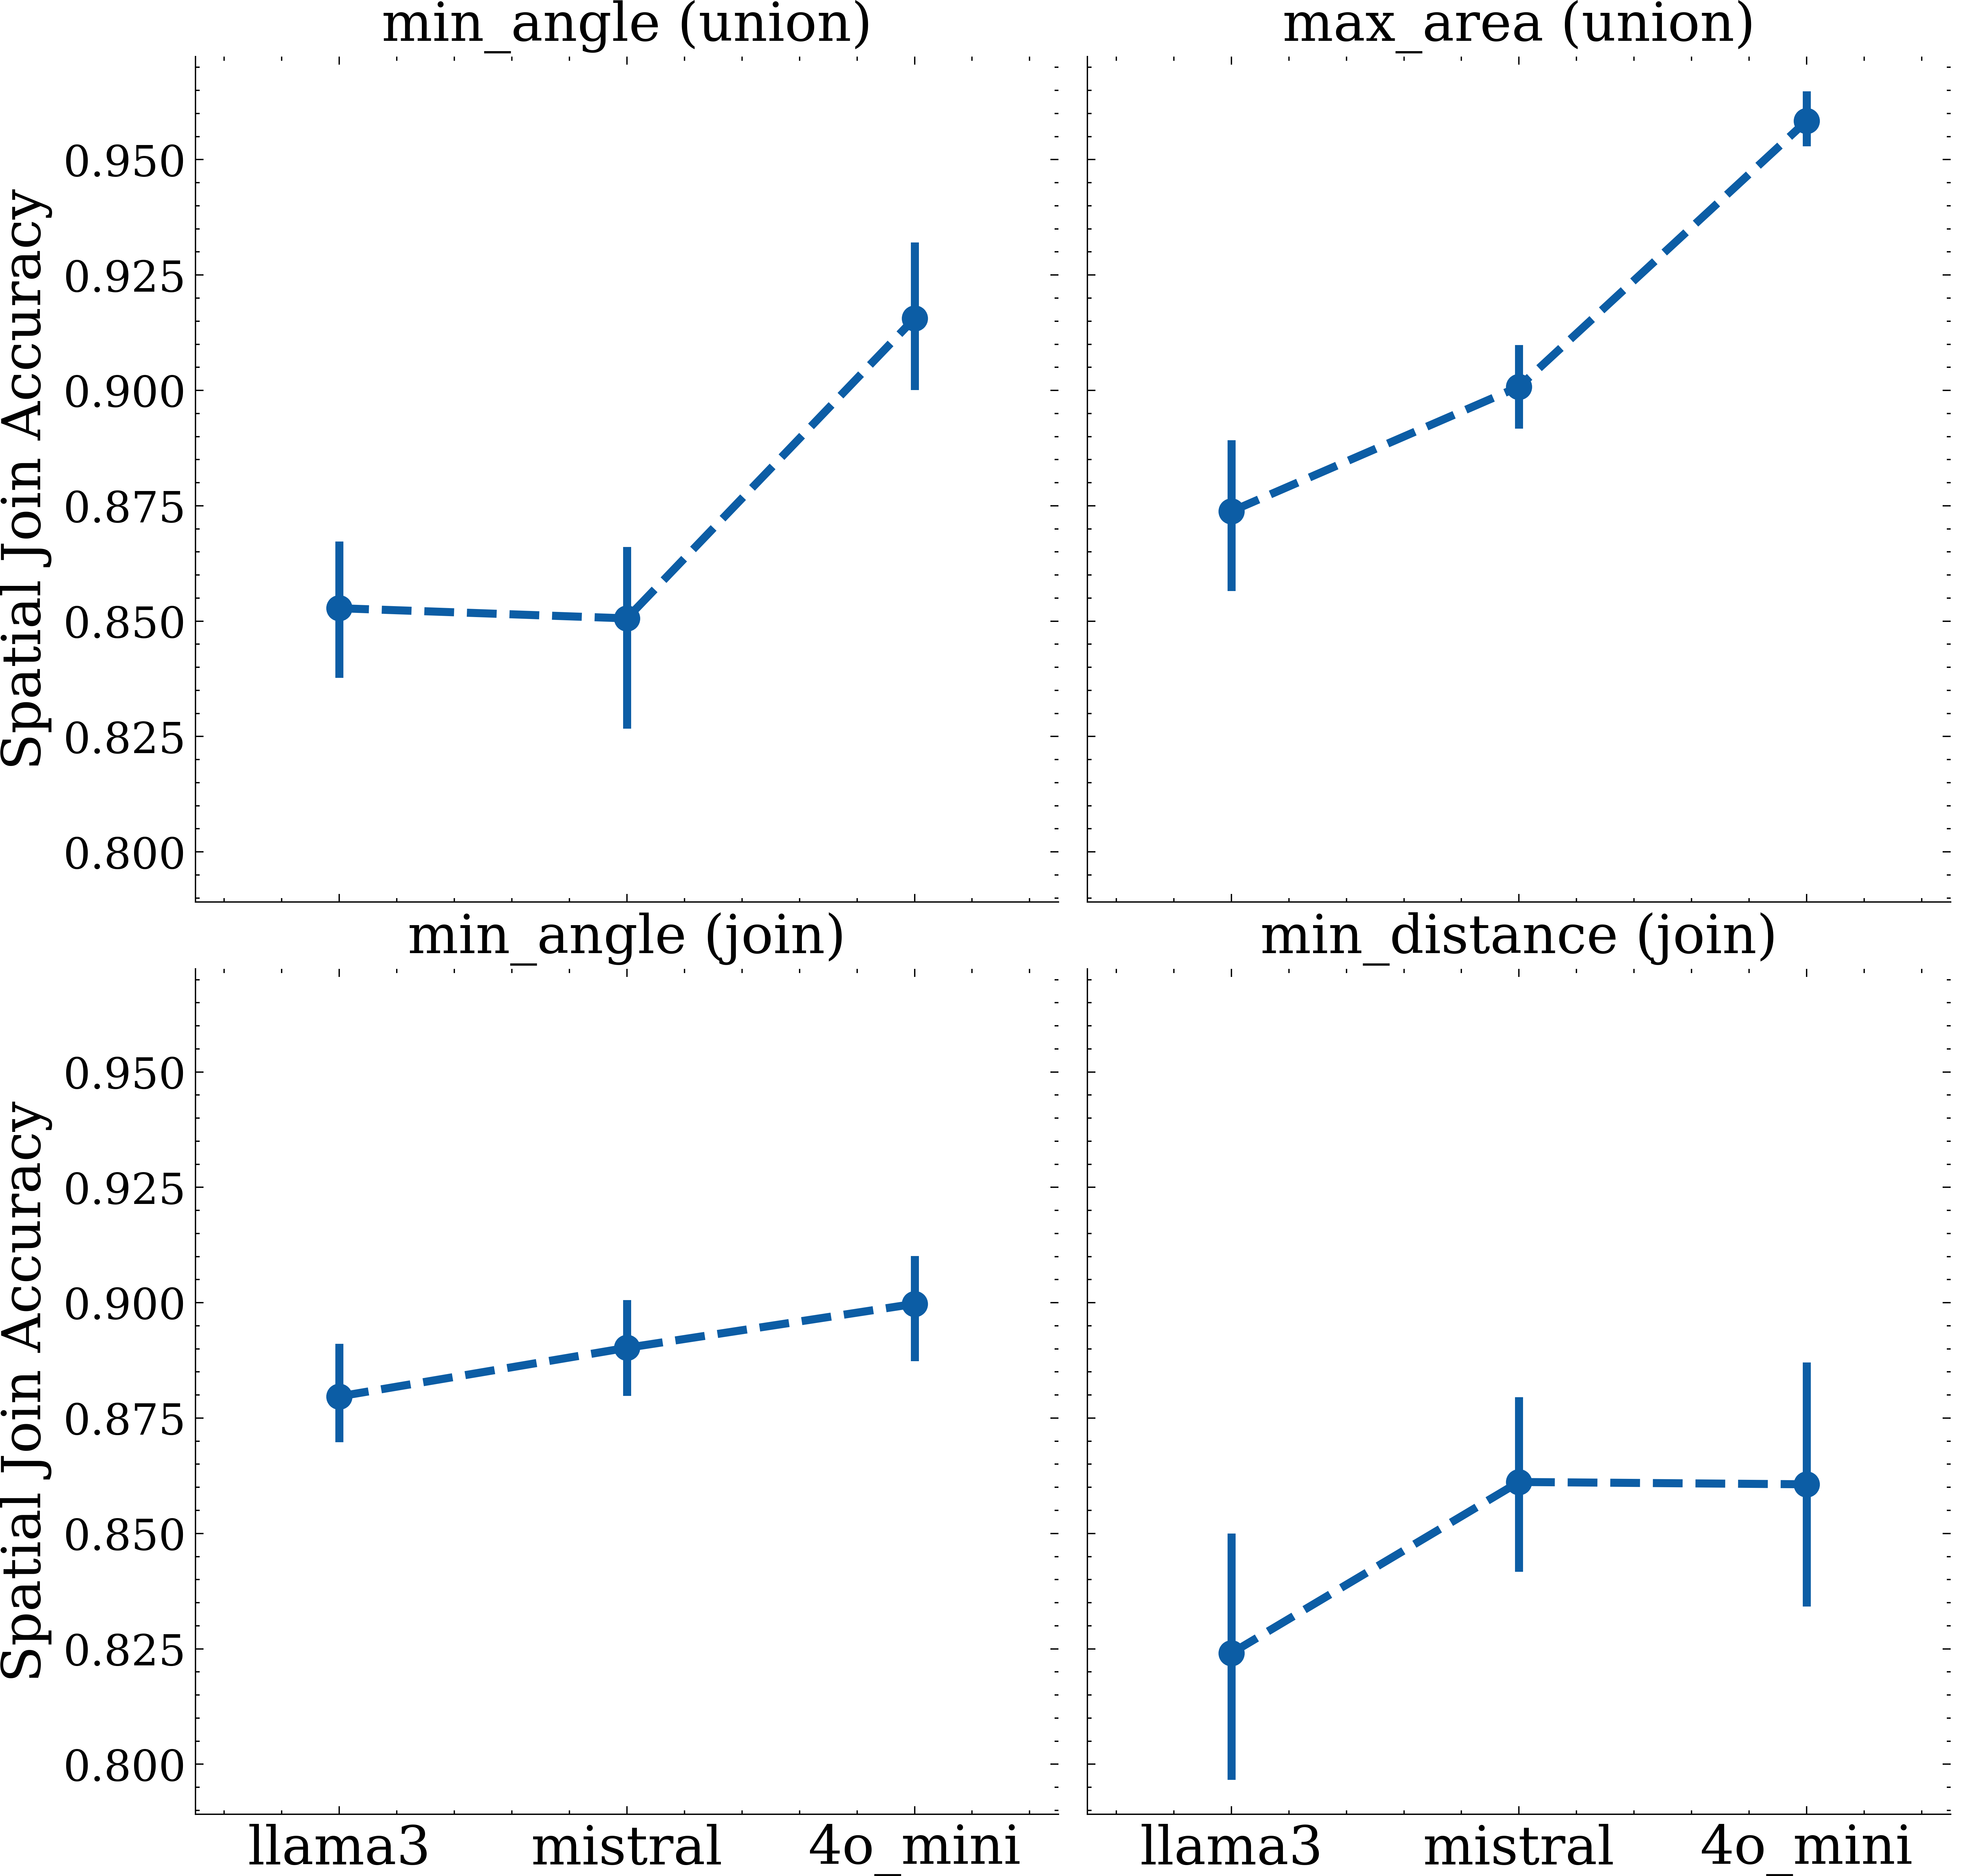 min_angle (union)
max_area (union)
Spatial Join Accuracy
0.950
0.925
0.900
0.875
0.850
0.825
0.800
min_angle (join)
min_distance (join)
Spatial Join Accuracy
0.950
0.925
0.900
0.875
0.850
0.825
0.800
llama3 mistral 4o_mini
llama3 mistral 4o_mini